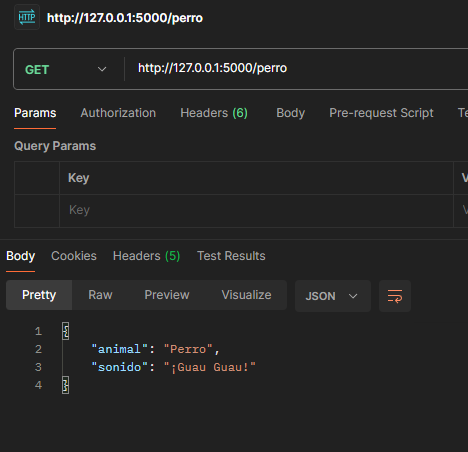 HTTP http://127.0.0.1:5000/perro
GET http://127.0.0.1:5000/perro
Params Authorization Headers (6) Body Pre-request Script Te
Query Params
Key V
Key V
Body Cookies Headers (5) Test Results
Pretty Raw Preview Visualize JSON
1 {
2 "animal": "Perro",
3 "sonido": "¡Guau Guau!"
4 }